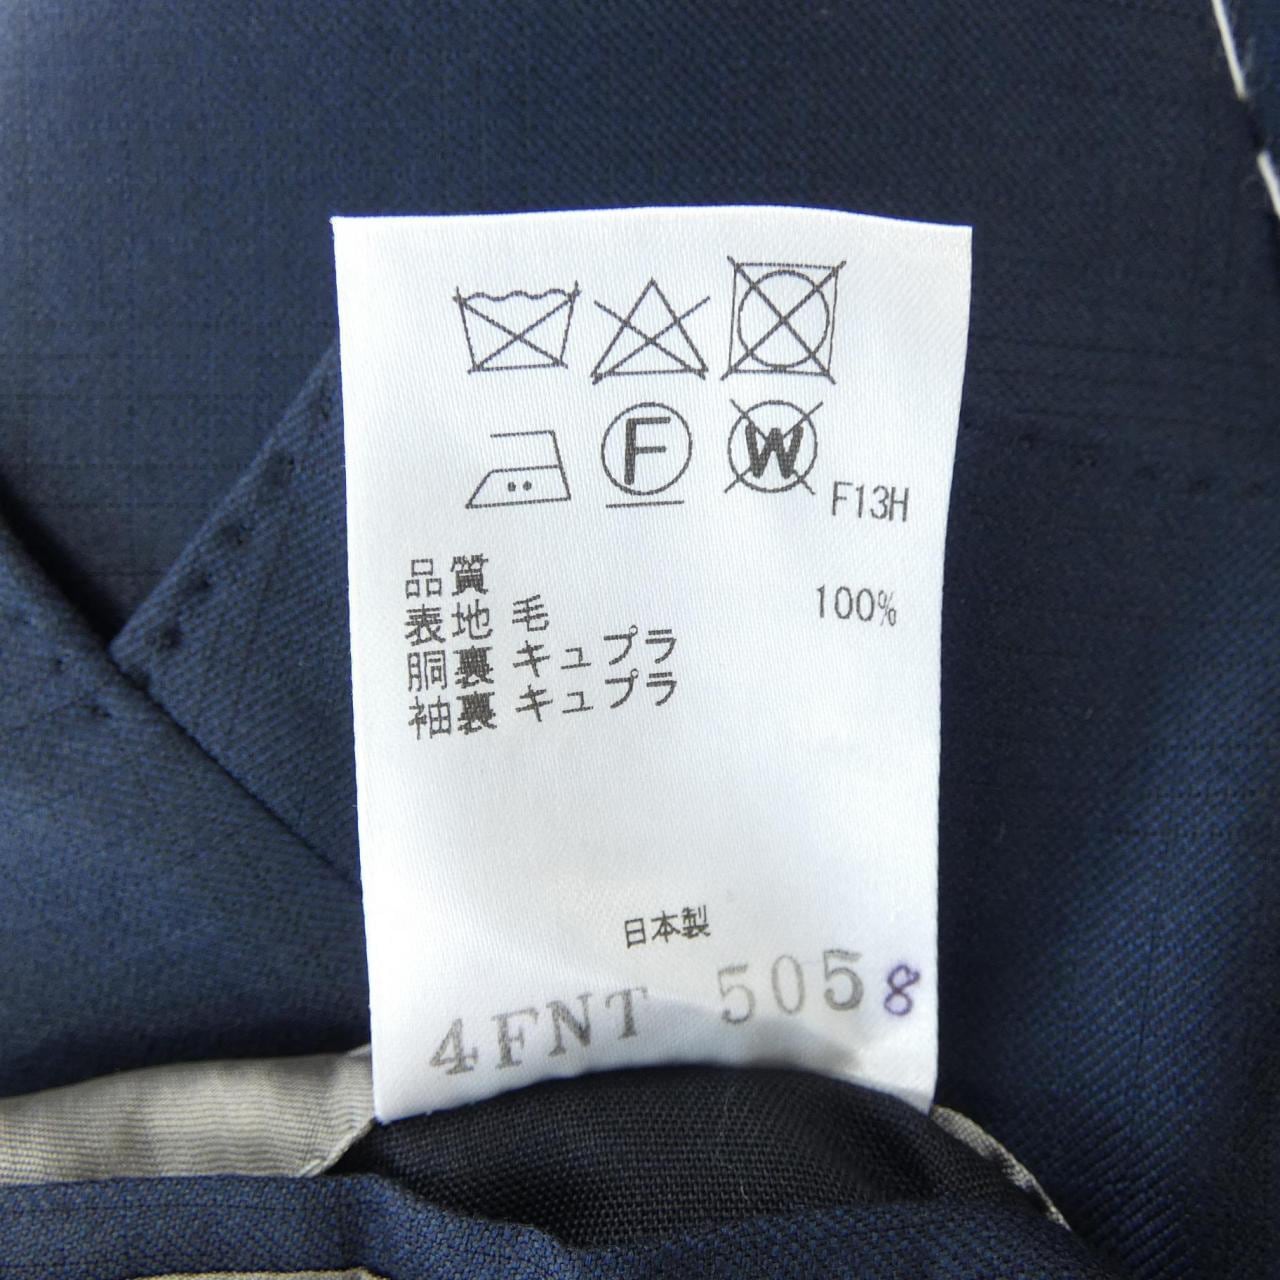 F W F13H
品質
表地 毛 100%
胴裏 キュプラ
袖裏 キュプラ
日本製
4FNT 5058